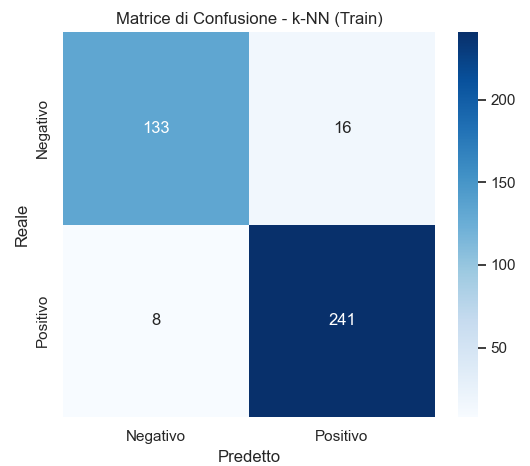 Matrice di Confusione - k-NN (Train)
Negativo
133
16
Reale
Positivo
8
241
Negativo
Positivo
Predetto
200
150
100
50